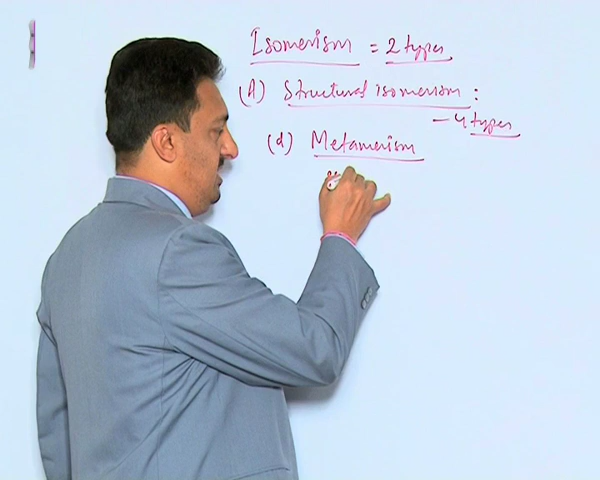 Isomerism = 2 types
(A) Structural isomerism :
- 4 types
(d) Metamerism